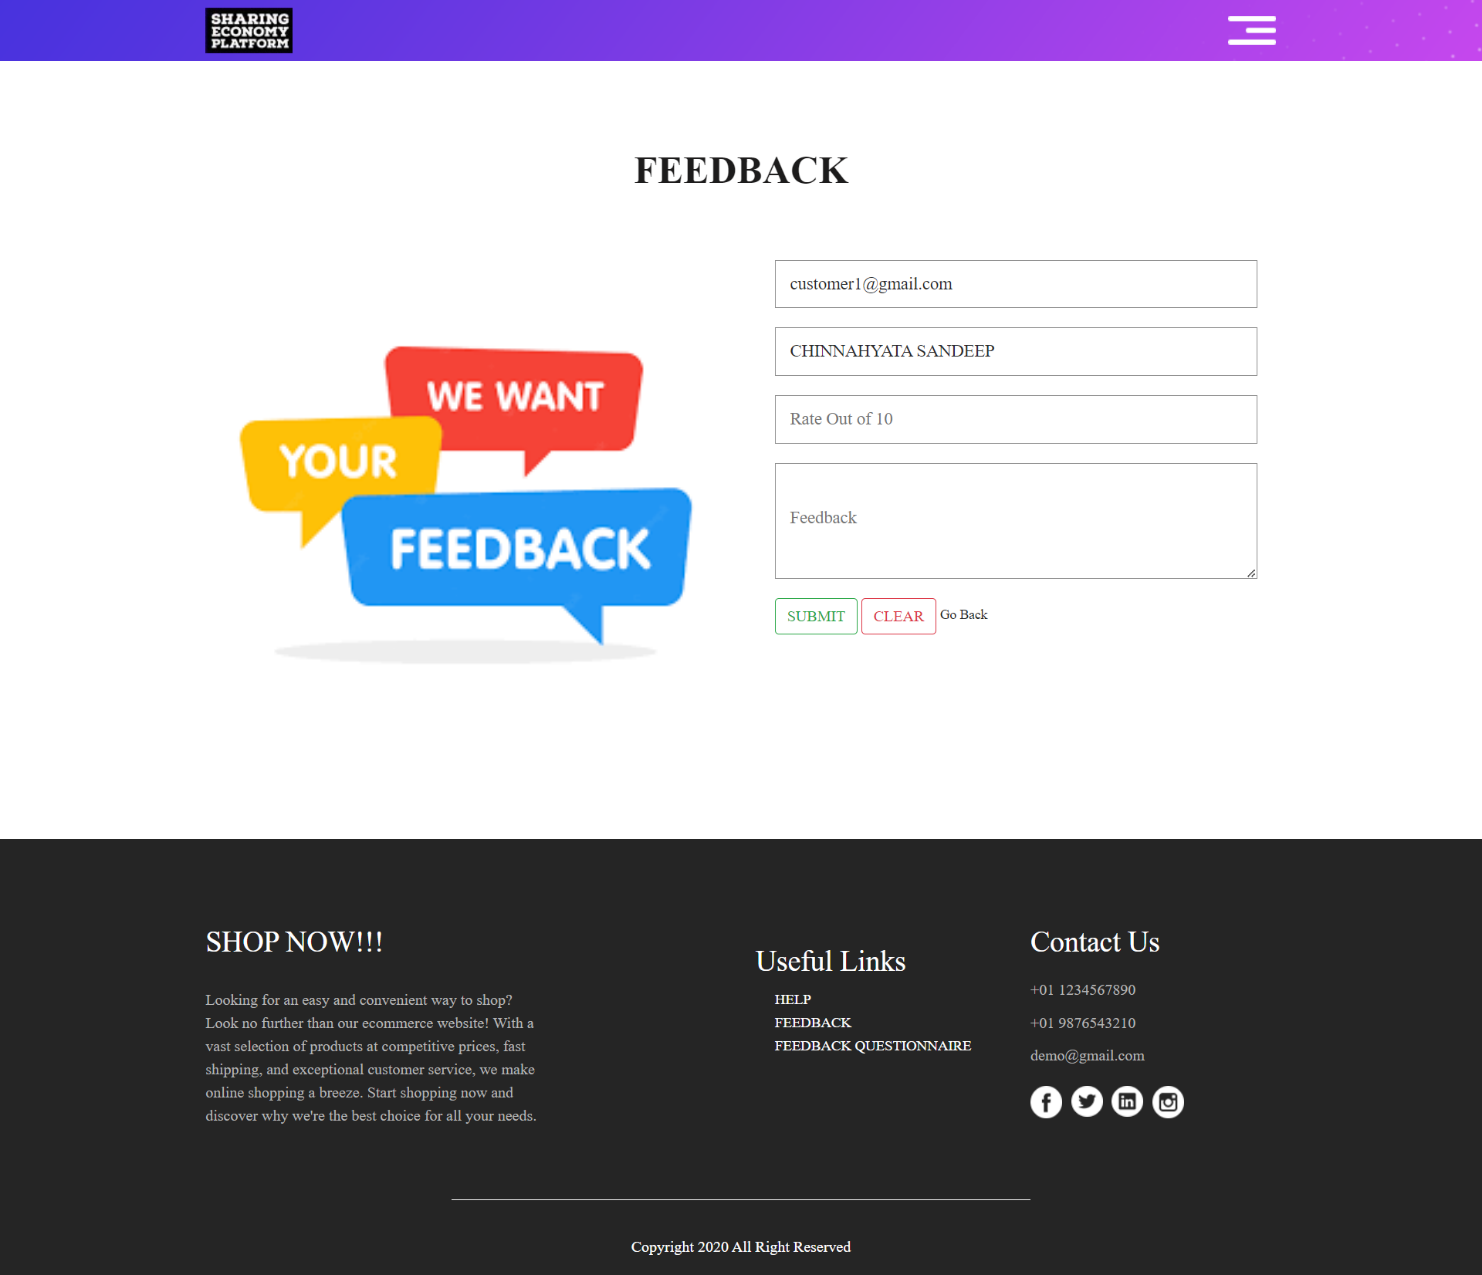 SHARING
ECONOMY
PLATFORM
FEEDBACK
WE WANT
YOUR
FEEDBACK
customer1@gmail.com
CHINNAHYATA SANDEEP
Rate Out of 10
Feedback
SUBMIT CLEAR Go Back
SHOP NOW!!!
Looking for an easy and convenient way to shop?
Look no further than our ecommerce website! With a
vast selection of products at competitive prices, fast
shipping, and exceptional customer service, we make
online shopping a breeze. Start shopping now and
discover why we're the best choice for all your needs.
Useful Links
HELP
FEEDBACK
FEEDBACK QUESTIONNAIRE
Contact Us
+01 1234567890
+01 9876543210
demo@gmail.com
Copyright 2020 All Right Reserved